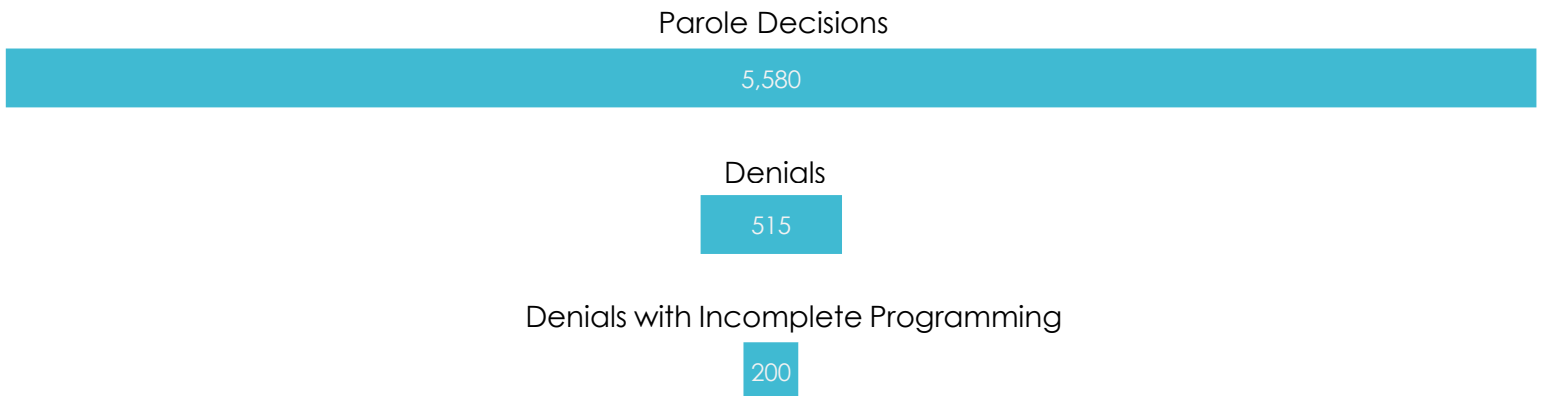 Parole Decisions
5,580
Denials
515
Denials with Incomplete Programming
200